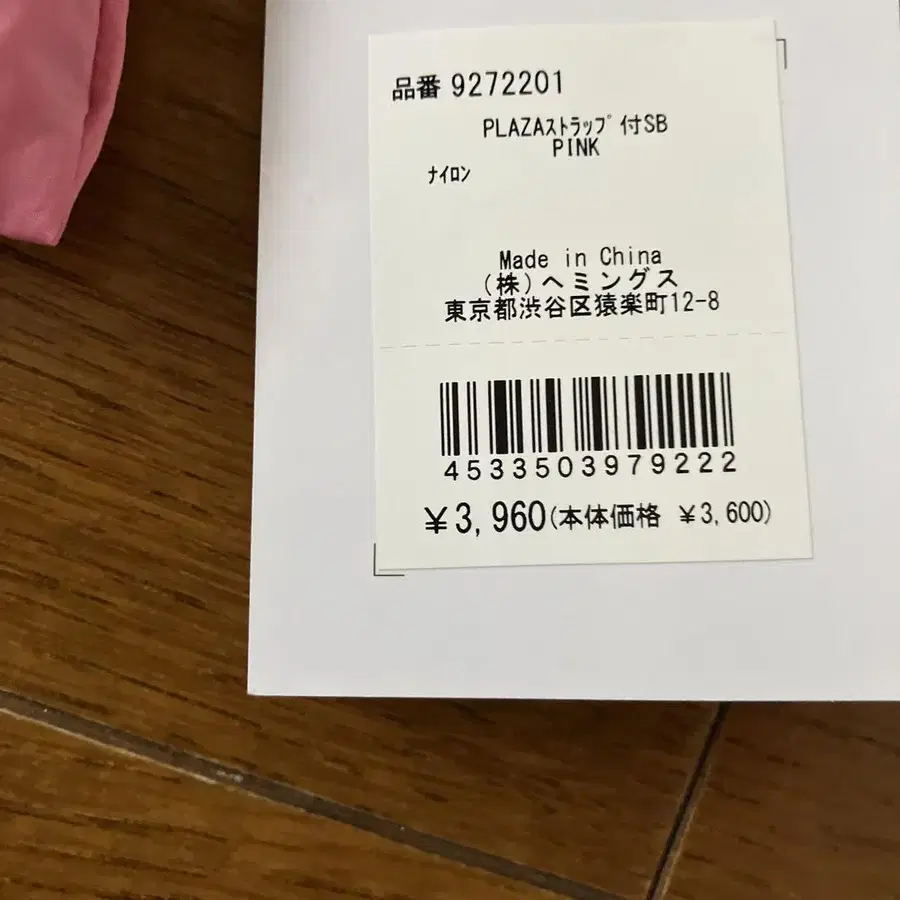 品番 9272201
PLAZAｽﾄﾗｯﾌﾟ付SB
PINK
ﾅｲﾛﾝ
Made in China
(株)ヘミングス
東京都渋谷区猿楽町12-8
4533503979222
¥3,960(本体価格 ¥3,600)